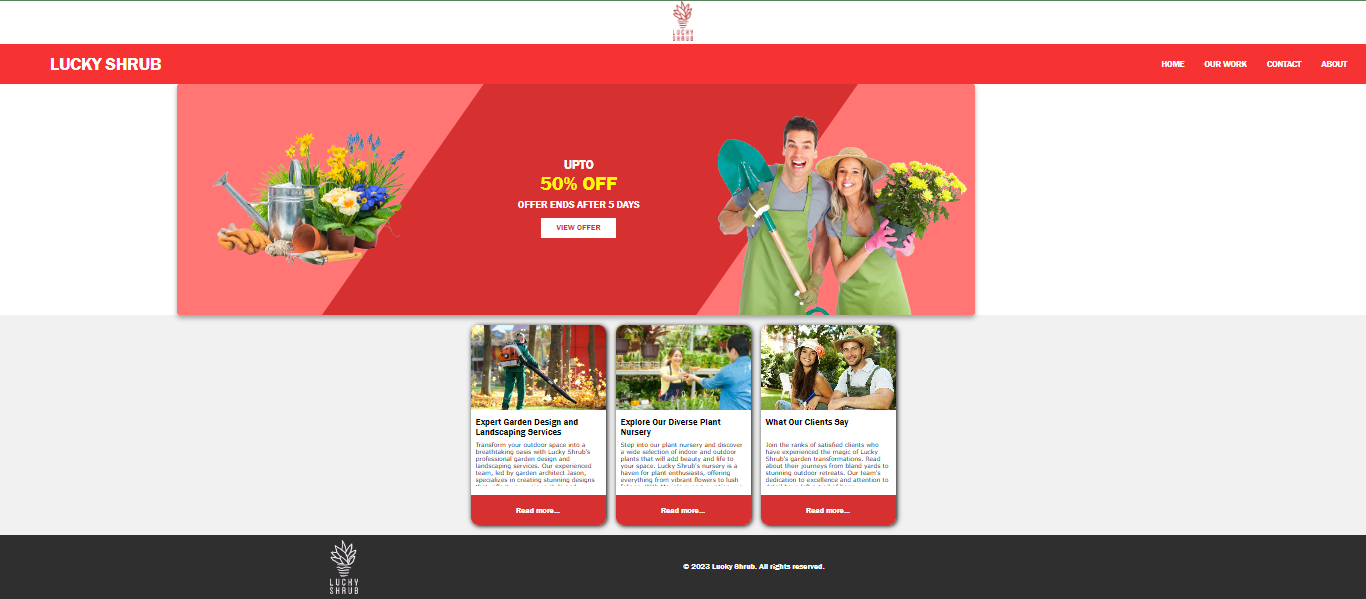 LUCKY
SHRUB
LUCKY SHRUB
HOME OUR WORK CONTACT ABOUT
UPTO
50% OFF
OFFER ENDS AFTER 5 DAYS
VIEW OFFER
Expert Garden Design and
Landscaping Services
Transform your outdoor space into a
breathtaking oasis with Lucky Shrub's
professional garden design and
landscaping services. Our experienced
team, led by garden architect Jason,
specializes in creating stunning designs
Read more...
Explore Our Diverse Plant
Nursery
Step into our plant nursery and discover
a wide selection of indoor and outdoor
plants that will add beauty and life to
your space. Lucky Shrub's nursery is a
haven for plant enthusiasts, offering
everything from vibrant flowers to lush
Read more...
What Our Clients Say
Join the ranks of satisfied clients who
have experienced the magic of Lucky
Shrub's garden transformations. Read
about their journeys from bland yards to
stunning outdoor retreats. Our team's
dedication to excellence and attention to
Read more...
LUCKY
SHRUB
© 2023 Lucky Shrub. All rights reserved.